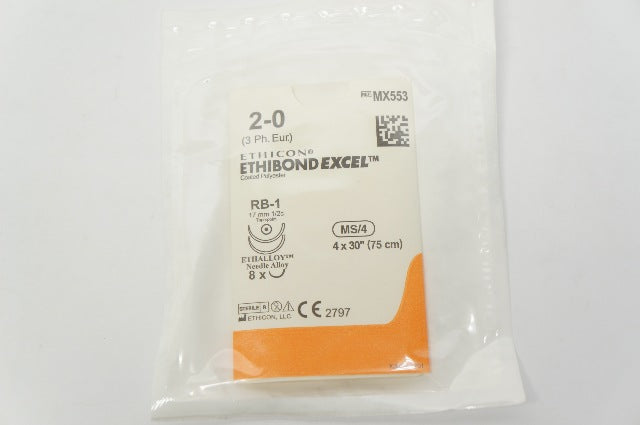 REF MX553
2-0
(3 Ph. Eur.)
ETHICON®
ETHIBOND EXCEL™
Coated Polyester
RB-1
17 mm 1/2c
Taperpoint
MS/4
4 x 30" (75 cm)
ETHALLOY™
Needle Alloy
8 x
STERILE R
CE 2797
ETHICON, LLC